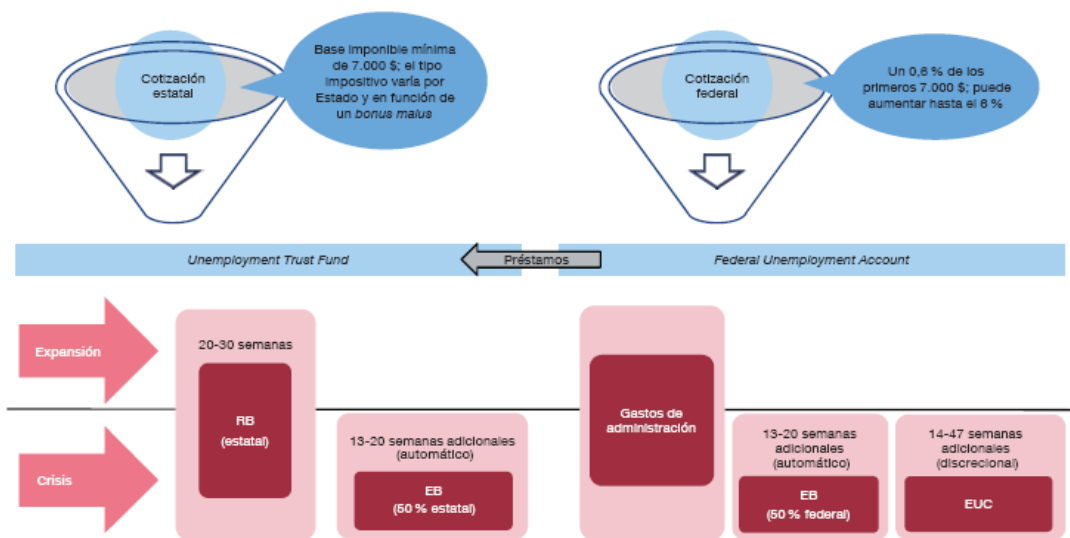 Cotización
estatal
Base imponible mínima
de 7.000 $; el tipo
impositivo varía por
Estado y en función de
un bonus malus
Cotización
federal
Un 0,6 % de los
primeros 7.000 $; puede
aumentar hasta el 6 %
Unemployment Trust Fund
Préstamos
Federal Unemployment Account
Expansión
20-30 semanas
RB
(estatal)
Gastos de
administración
Crisis
13-20 semanas adicionales
(automático)
EB
(50 % estatal)
13-20 semanas
adicionales
(automático)
EB
(50 % federal)
14-47 semanas
adicionales
(discrecional)
EUC